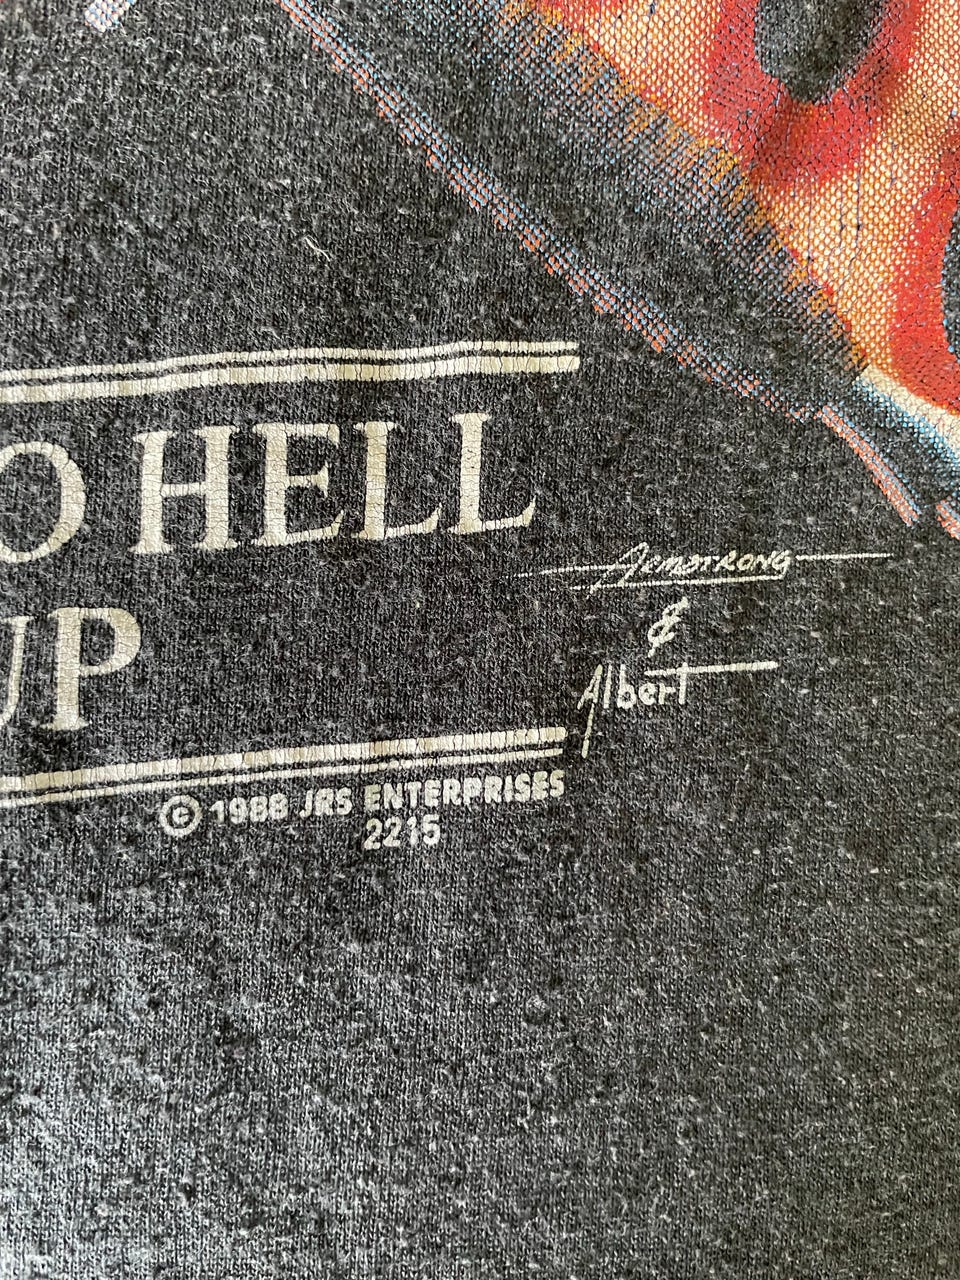 O HELL
UP
Armstrong
&
Albert
© 1988 JRS ENTERPRISES
2215